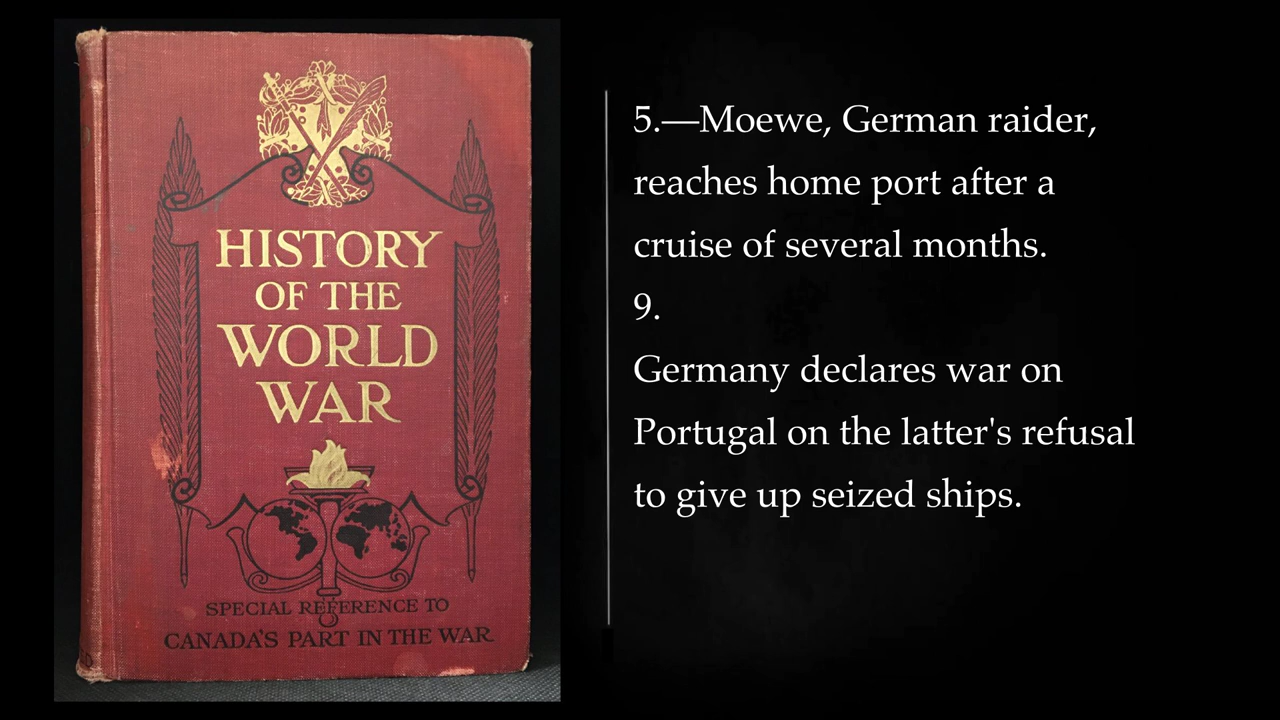 HISTORY
OF THE
WORLD
WAR
SPECIAL REFERENCE TO
CANADA'S PART IN THE WAR
5.—Moewe, German raider,
reaches home port after a
cruise of several months.
9.
Germany declares war on
Portugal on the latter's refusal
to give up seized ships.